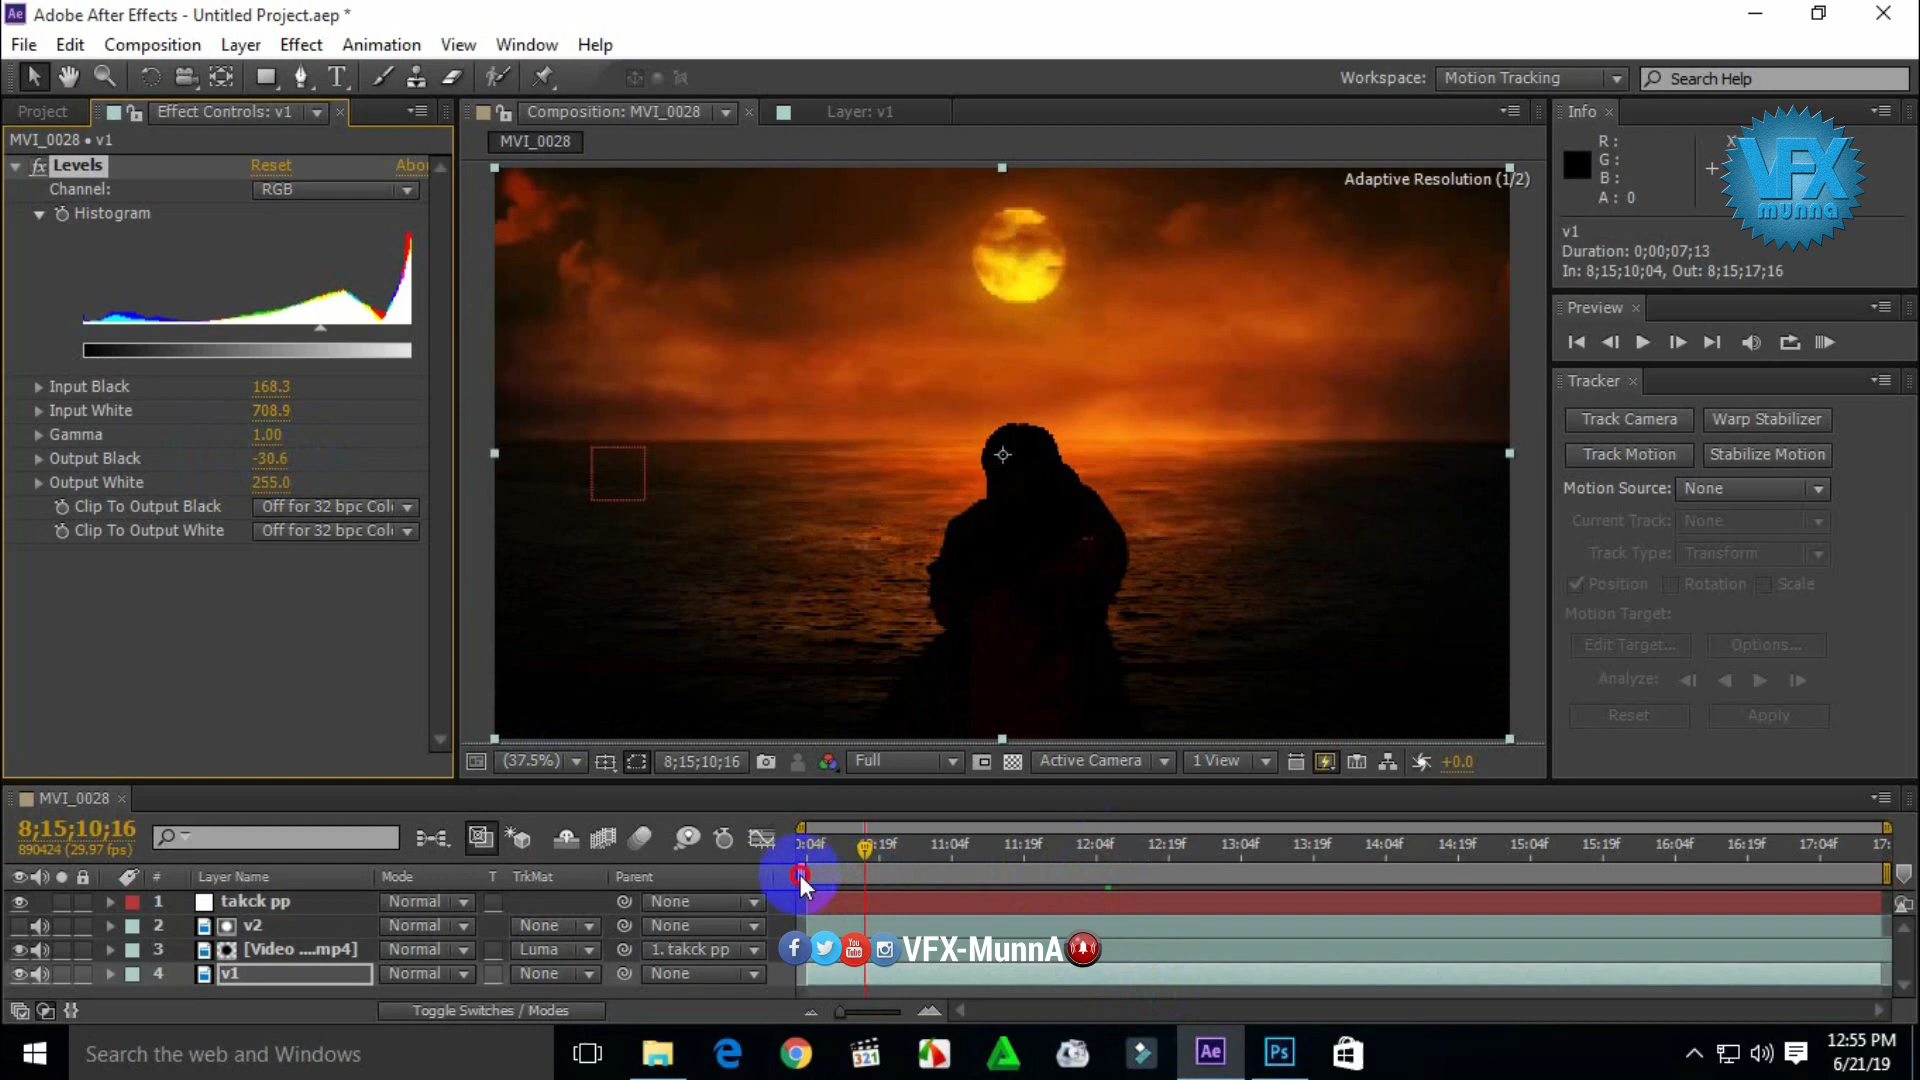 Adobe After Effects - Untitled Project.aep *
File Edit Composition Layer Effect Animation View Window Help
Workspace: Motion Tracking Search Help
Project Effect Controls: v1
Composition: MVI_0028 Layer: v1
Info
MVI_0028 • v1
MVI_0028
Levels Reset Abou
Channel: RGB
Histogram
Input Black 168.3
Input White 708.9
Gamma 1.00
Output Black -30.6
Output White 255.0
Clip To Output Black Off for 32 bpc Col
Clip To Output White Off for 32 bpc Col
Adaptive Resolution (1/2)
R:
G:
B:
A: 0
X
VFX
munna
v1
Duration: 0;00;07;13
In: 8;15;10;04, Out: 8;15;17;16
Preview
Tracker
Track Camera Warp Stabilizer
Track Motion Stabilize Motion
Motion Source: None
Current Track: None
Track Type: Transform
Position Rotation Scale
Motion Target:
Edit Target... Options...
Analyze:
Reset Apply
(37.5%) 8;15;10;16 Full Active Camera 1 View +0.0
MVI_0028
8;15;10;16
890424 (29.97 fps)
0:04f 19f 11:04f 11:19f 12:04f 12:19f 13:04f 13:19f 14:04f 14:19f 15:04f 15:19f 16:04f 16:19f 17:04f 17:
# Layer Name Mode T TrkMat Parent
1 takck pp Normal None
2 v2 Normal None None
3 [Video ....mp4] Normal Luma 1. takck pp
4 v1 Normal None None
You Tube
VFX-MunnA
Toggle Switches / Modes
Search the web and Windows
321
Ae
Ps
12:55 PM
6/21/19